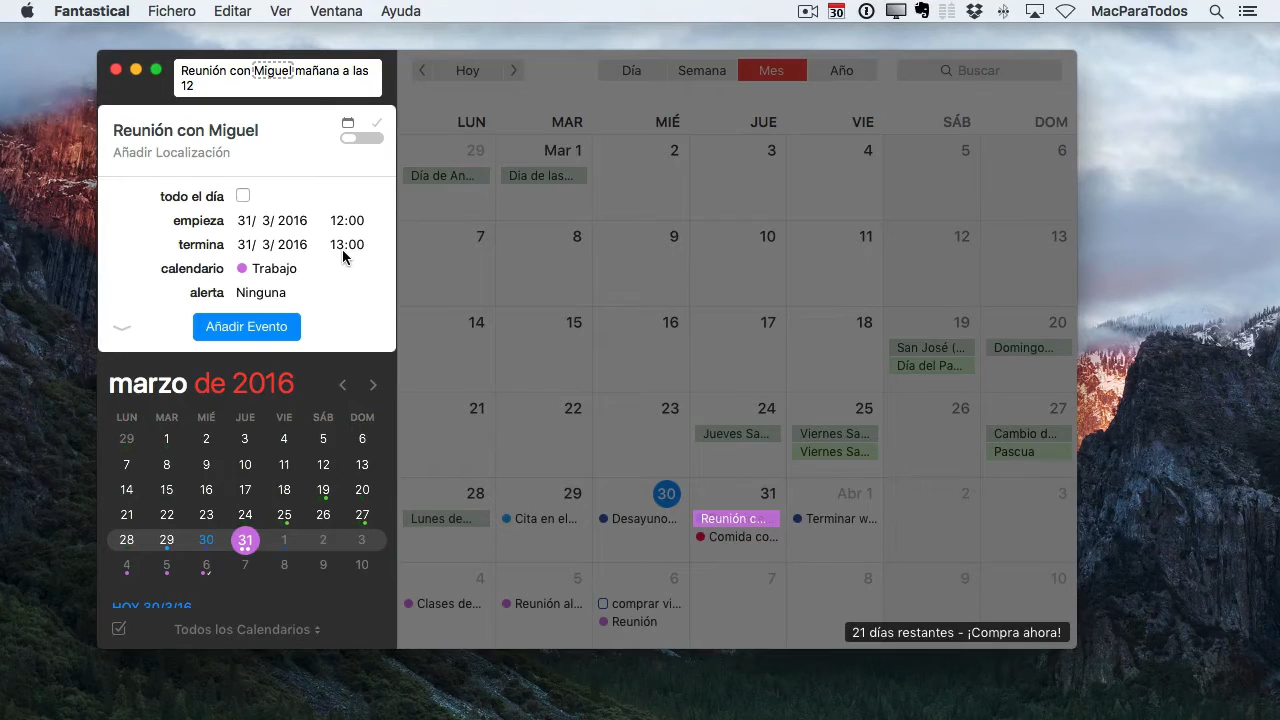 Fantastical Fichero Editar Ver Ventana Ayuda 30 MacParaTodos
Reunión con Miguel mañana a las
12
Reunión con Miguel
Añadir Localización
todo el día
empieza 31/ 3/ 2016 12:00
termina 31/ 3/ 2016 13:00
calendario Trabajo
alerta Ninguna
Añadir Evento
marzo de 2016
LUN MAR MIÉ JUE VIE SÁB DOM
29 1 2 3 4 5 6
7 8 9 10 11 12 13
14 15 16 17 18 19 20
21 22 23 24 25 26 27
28 29 30 31 1 2 3
4 5 6 7 8 9 10
HOY 30/3/16
Todos los Calendarios
Hoy Día Semana Mes Año Buscar
LUN MAR MIÉ JUE VIE SÁB DOM
29 Mar 1 2 3 4 5 6
Día de An... Dia de las...
7 8 9 10 11 12 13
14 15 16 17 18 19 20
San José (... Domingo...
Día del Pa...
21 22 23 24 25 26 27
Jueves Sa... Viernes Sa... Cambio d...
Viernes Sa... Pascua
28 29 30 31 Abr 1 2 3
Lunes de... Cita en el... Desayuno... Reunión c... Terminar w...
Comida co...
4 5 6 7 8 9 10
Clases de... Reunión al... comprar vi...
Reunión
21 días restantes - ¡Compra ahora!